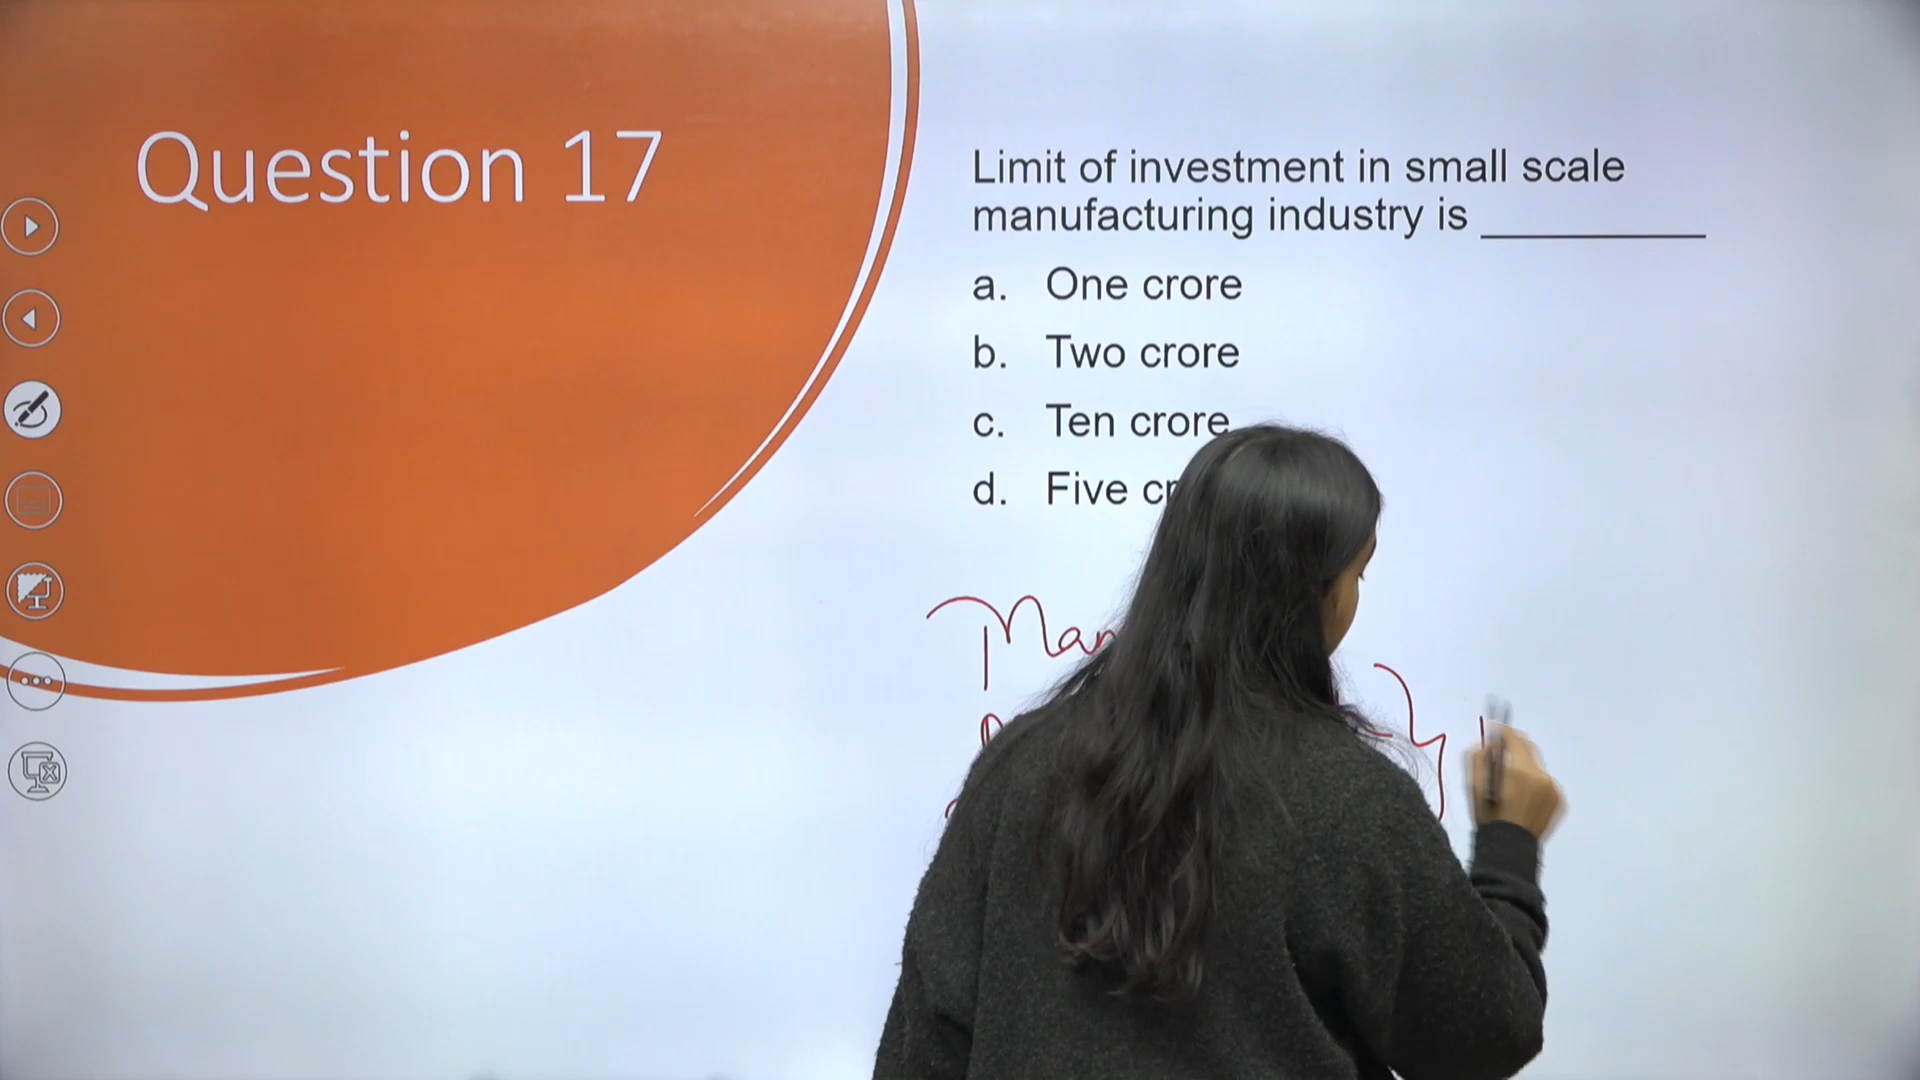 Question 17
Limit of investment in small scale
manufacturing industry is __________
a. One crore
b. Two crore
c. Ten crore
d. Five